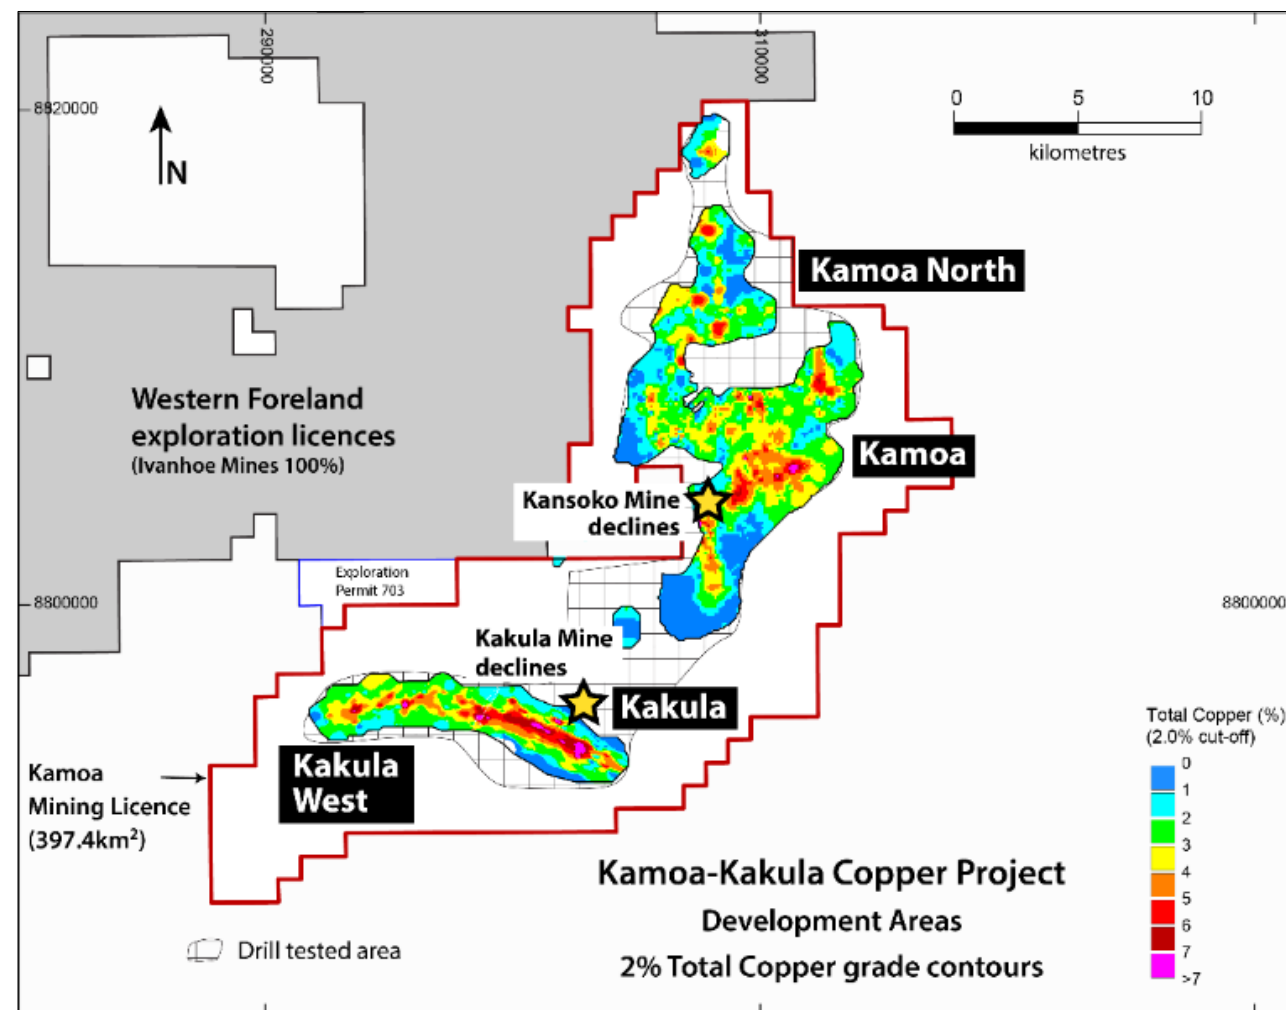 290000
310000
8820000
0
5
10
kilometres
N
Kamoa North
Western Foreland
exploration licences
(Ivanhoe Mines 100%)
Kamoa
Kansoko Mine
declines
Exploration
Permit 703
8800000
8800000
Kakula Mine
declines
Kakula
Total Copper (%)
(2.0% cut-off)
0
1
2
3
4
5
6
7
>7
Kakula
West
Kamoa
Mining Licence
(397.4km²)
Kamoa-Kakula Copper Project
Development Areas
2% Total Copper grade contours
Drill tested area